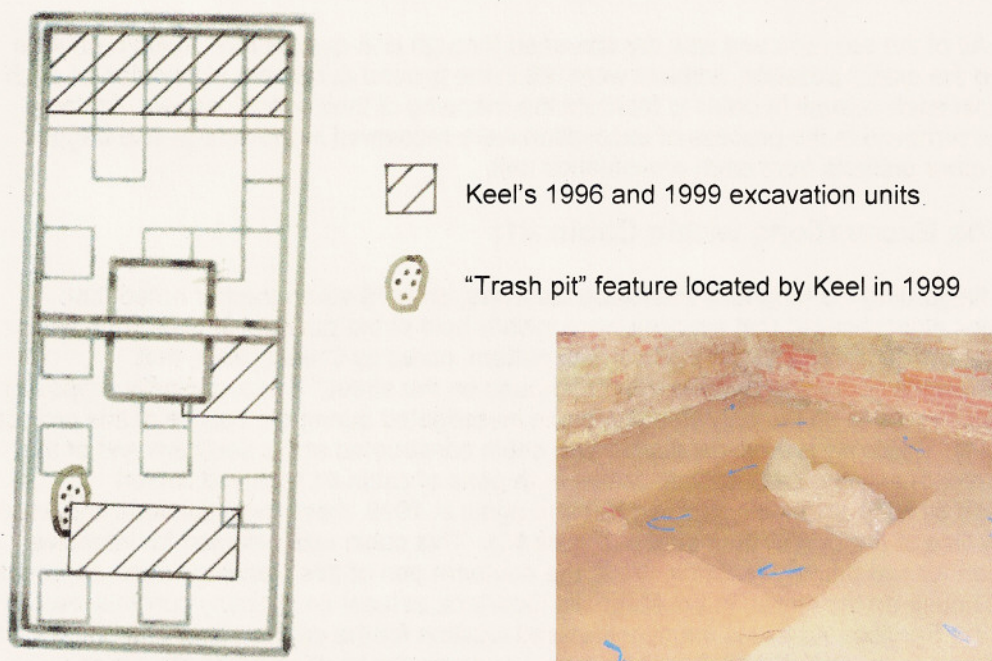 Keel's 1996 and 1999 excavation units
“Trash pit” feature located by Keel in 1999